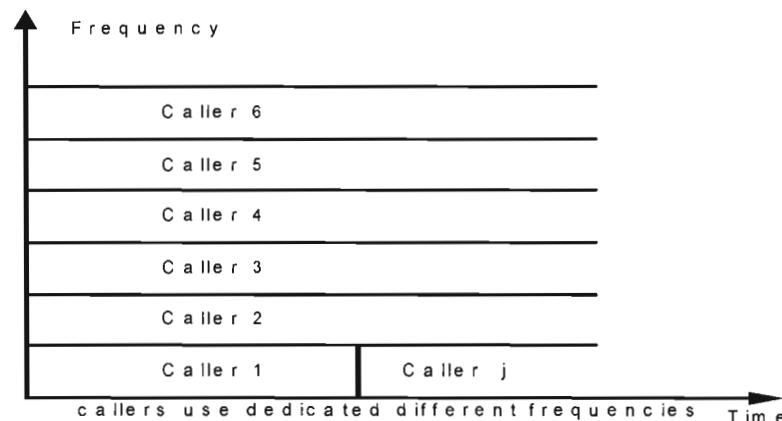 Frequency
Caller 6
Caller 5
Caller 4
Caller 3
Caller 2
Caller 1 Caller j
callers use dedicated different frequencies Time